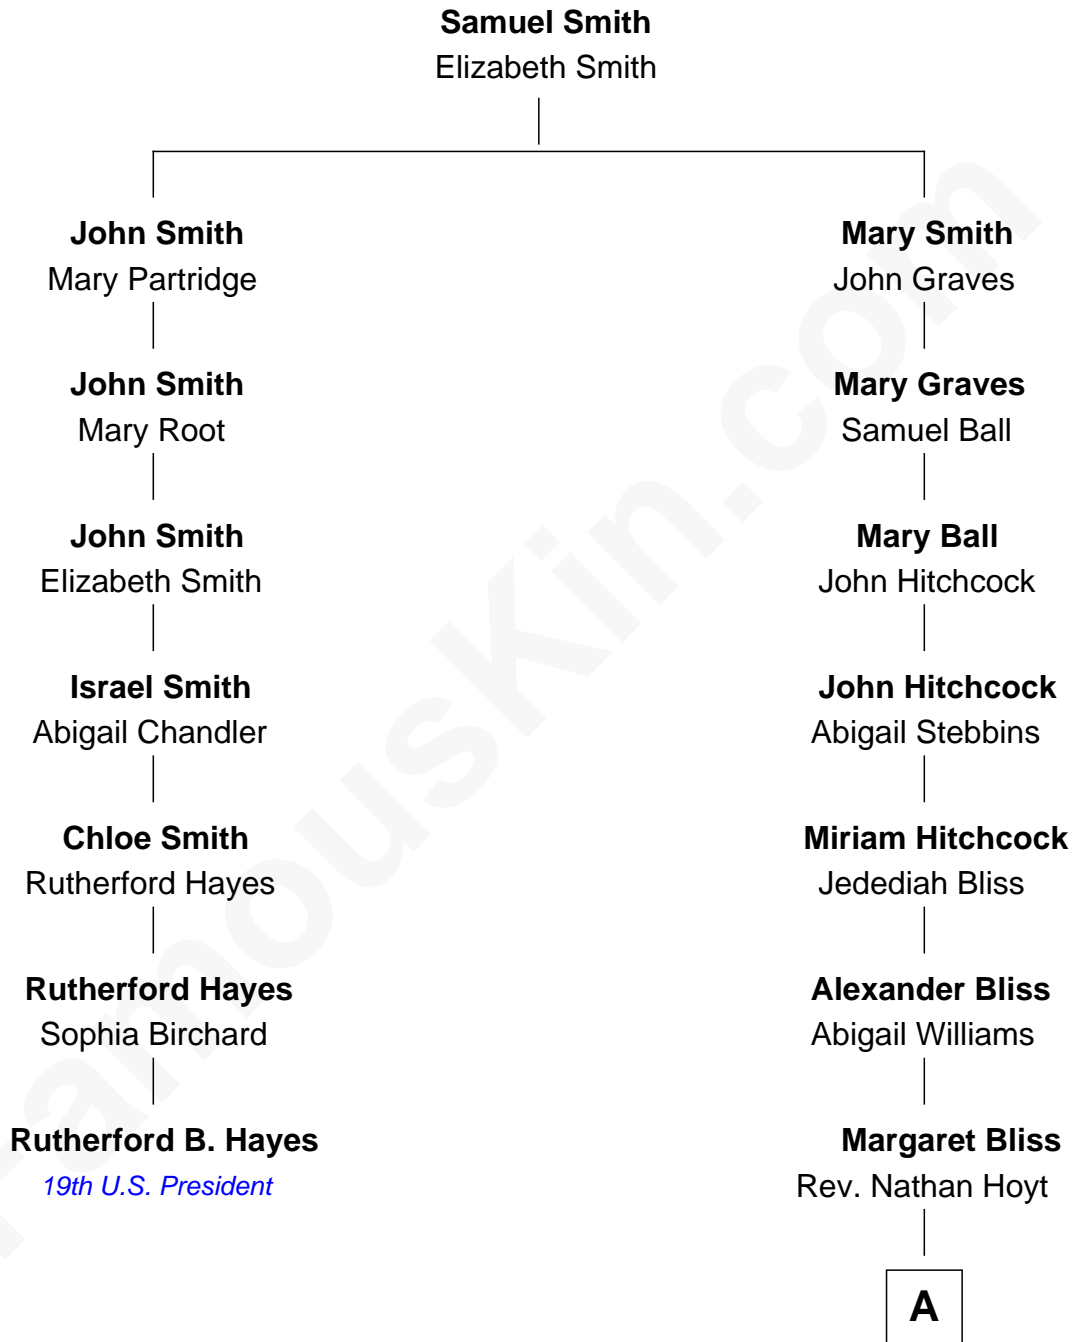 Samuel Smith
Elizabeth Smith
John Smith
Mary Partridge
John Smith
Mary Root
John Smith
Elizabeth Smith
Israel Smith
Abigail Chandler
Chloe Smith
Rutherford Hayes
Rutherford Hayes
Sophia Birchard
Rutherford B. Hayes
19th U.S. President
Mary Smith
John Graves
Mary Graves
Samuel Ball
Mary Ball
John Hitchcock
John Hitchcock
Abigail Stebbins
Miriam Hitchcock
Jedediah Bliss
Alexander Bliss
Abigail Williams
Margaret Bliss
Rev. Nathan Hoyt
A
FamousKin.com